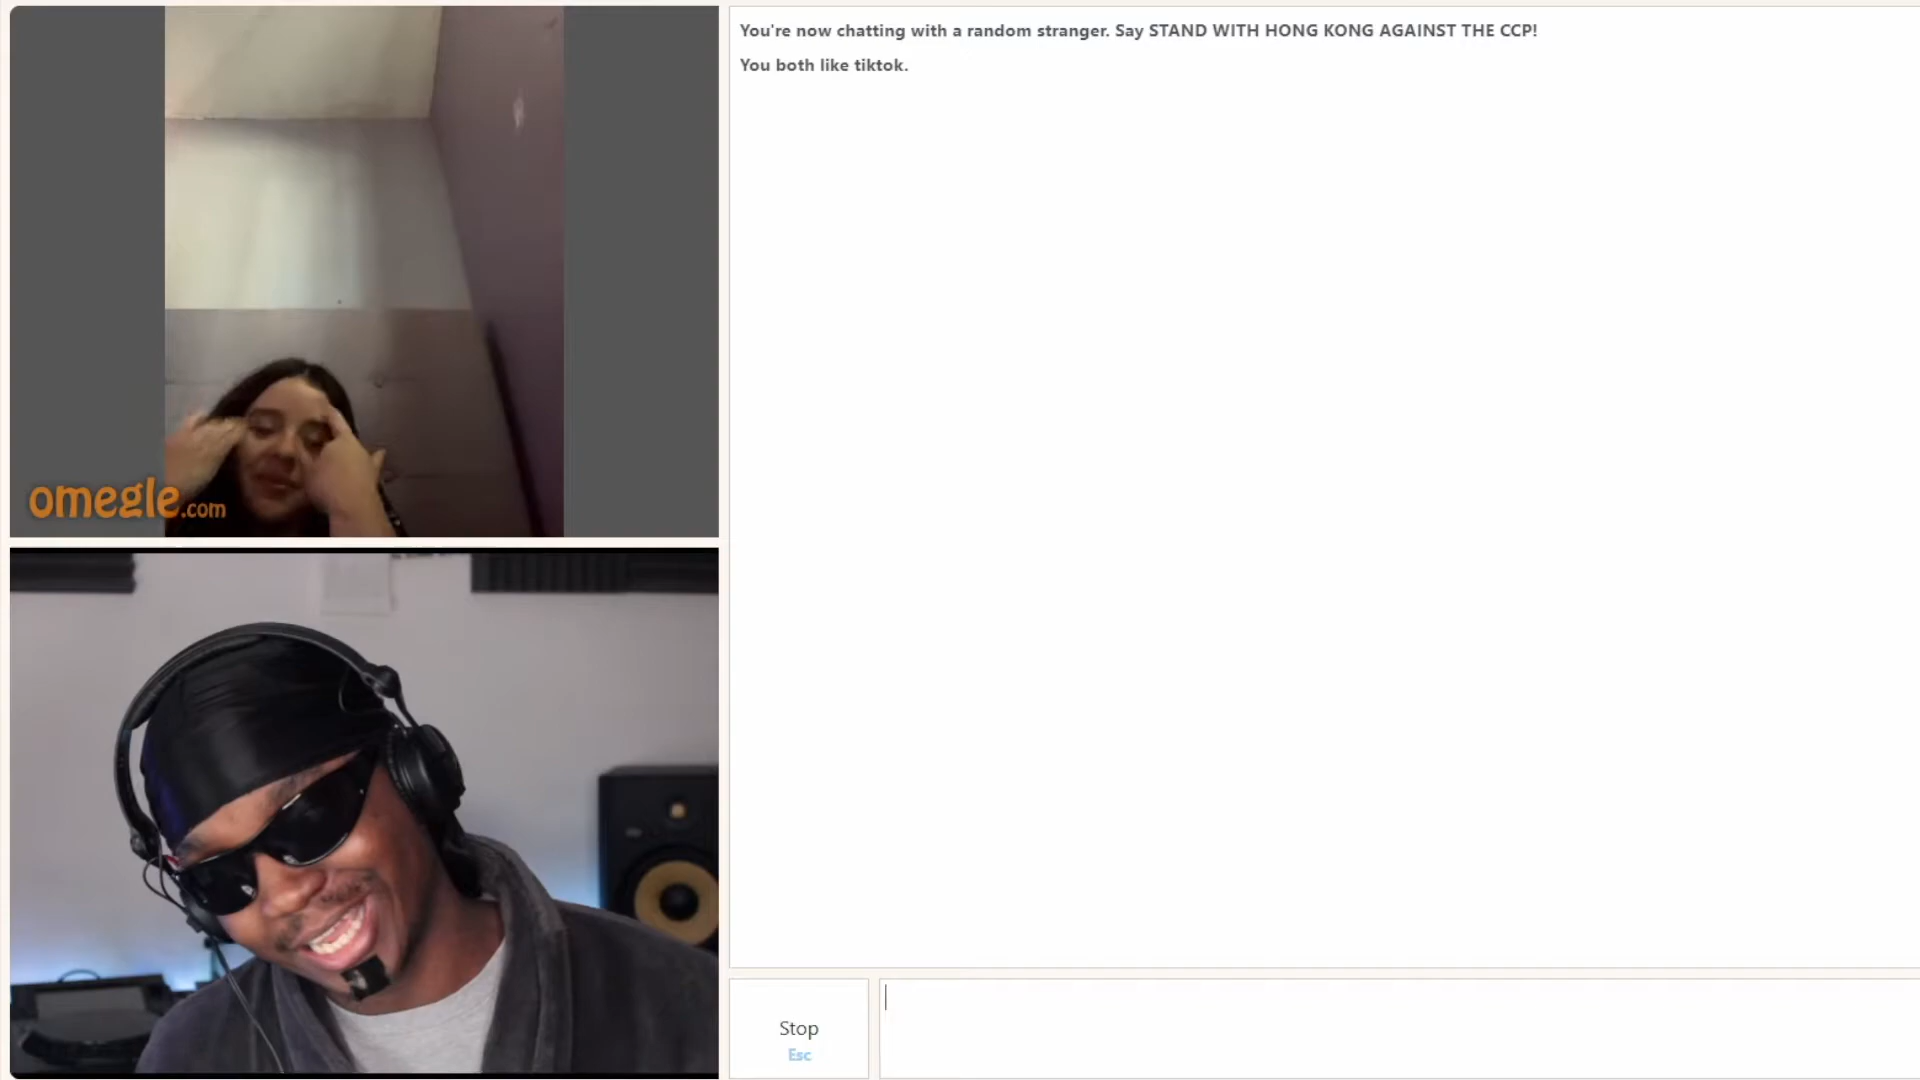 You're now chatting with a random stranger. Say STAND WITH HONG KONG AGAINST THE CCP!
You both like tiktok.
omegle.com
Stop
Esc